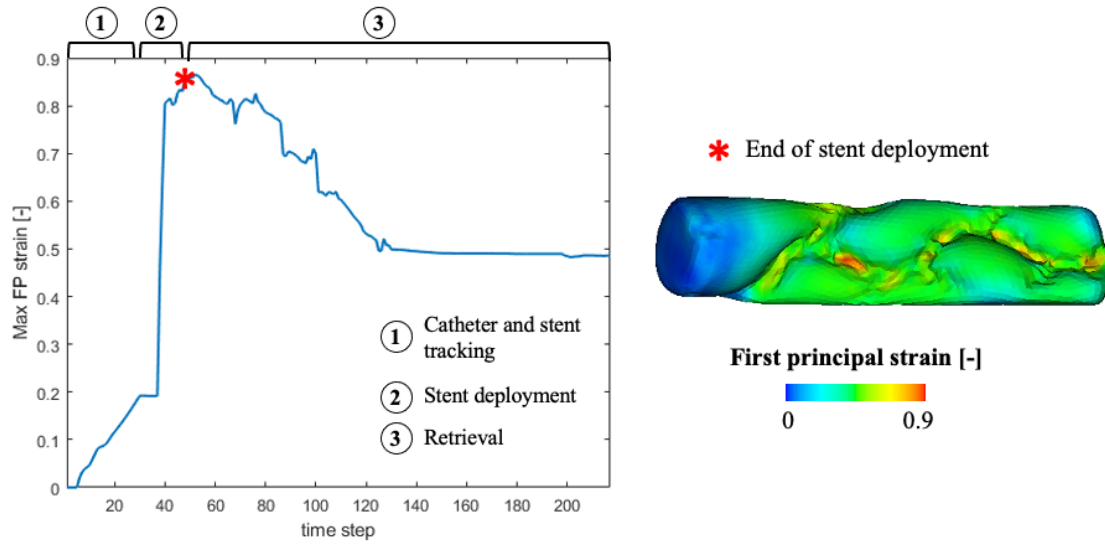 1 2 3
0.9
0.8
0.7
0.6
0.5
0.4
0.3
0.2
0.1
0
Max FP strain [-]
20 40 60 80 100 120 140 160 180 200
time step
1 Catheter and stent
tracking
2 Stent deployment
3 Retrieval
End of stent deployment
First principal strain [-]
0 0.9